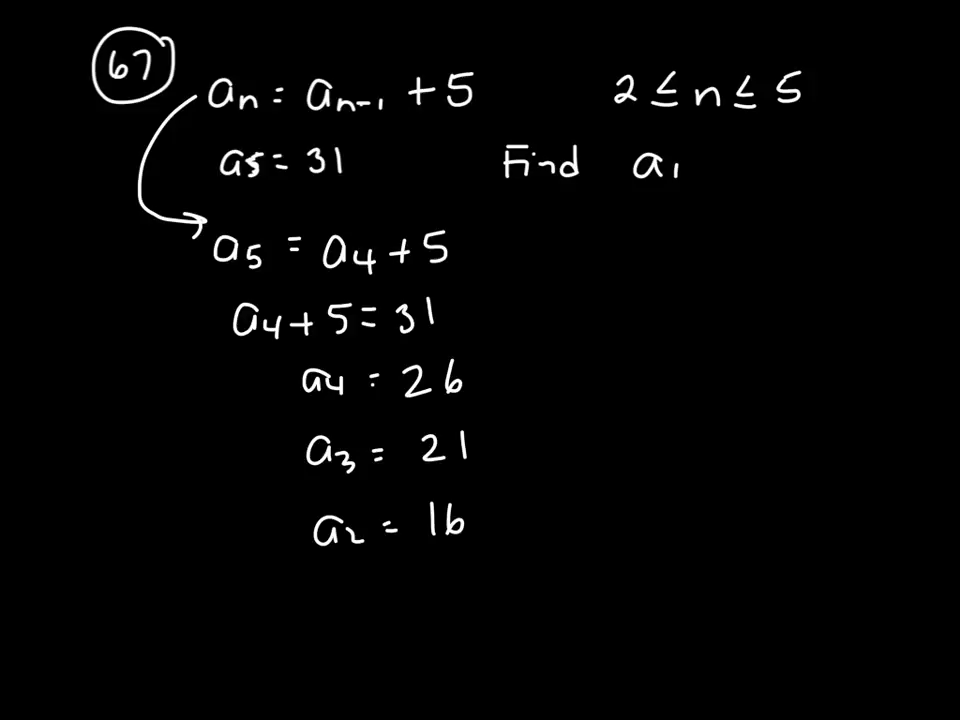 67
aₙ = aₙ₋₁ + 5 2 ≤ n ≤ 5
a₅ = 31 Find a₁
a₅ = a₄ + 5
a₄ + 5 = 31
a₄ = 26
a₃ = 21
a₂ = 16